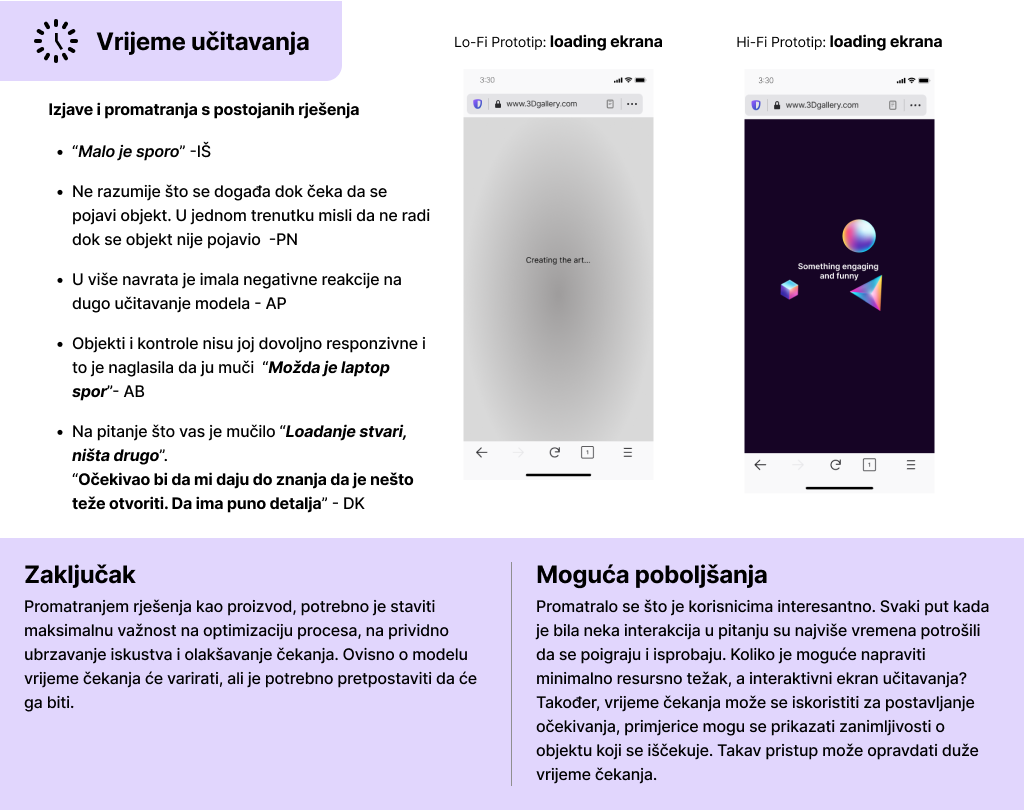 Vrijeme učitavanja
Izjave i promatranja s postojanih rješenja
• “Malo je sporo” -IŠ
• Ne razumije što se događa dok čeka da se
pojavi objekt. U jednom trenutku misli da ne radi
dok se objekt nije pojavio -PN
• U više navrata je imala negativne reakcije na
dugo učitavanje modela - AP
• Objekti i kontrole nisu joj dovoljno responzivne i
to je naglasila da ju muči “Možda je laptop
spor”- AB
• Na pitanje što vas je mučilo “Loadanje stvari,
ništa drugo”.
“Očekivao bi da mi daju do znanja da je nešto
teže otvoriti. Da ima puno detalja” - DK
Lo-Fi Prototip: loading ekrana
3:30
www.3Dgallery.com
Creating the art...
1
Hi-Fi Prototip: loading ekrana
3:30
www.3Dgallery.com
Something engaging
and funny
1
Zaključak
Promatranjem rješenja kao proizvod, potrebno je staviti
maksimalnu važnost na optimizaciju procesa, na prividno
ubrzavanje iskustva i olakšavanje čekanja. Ovisno o modelu
vrijeme čekanja će varirati, ali je potrebno pretpostaviti da će
ga biti.
Moguća poboljšanja
Promatralo se što je korisnicima interesantno. Svaki put kada
je bila neka interakcija u pitanju su najviše vremena potrošili
da se poigraju i isprobaju. Koliko je moguće napraviti
minimalno resursno težak, a interaktivni ekran učitavanja?
Također, vrijeme čekanja može se iskoristiti za postavljanje
očekivanja, primjerice mogu se prikazati zanimljivosti o
objektu koji se iščekuje. Takav pristup može opravdati duže
vrijeme čekanja.